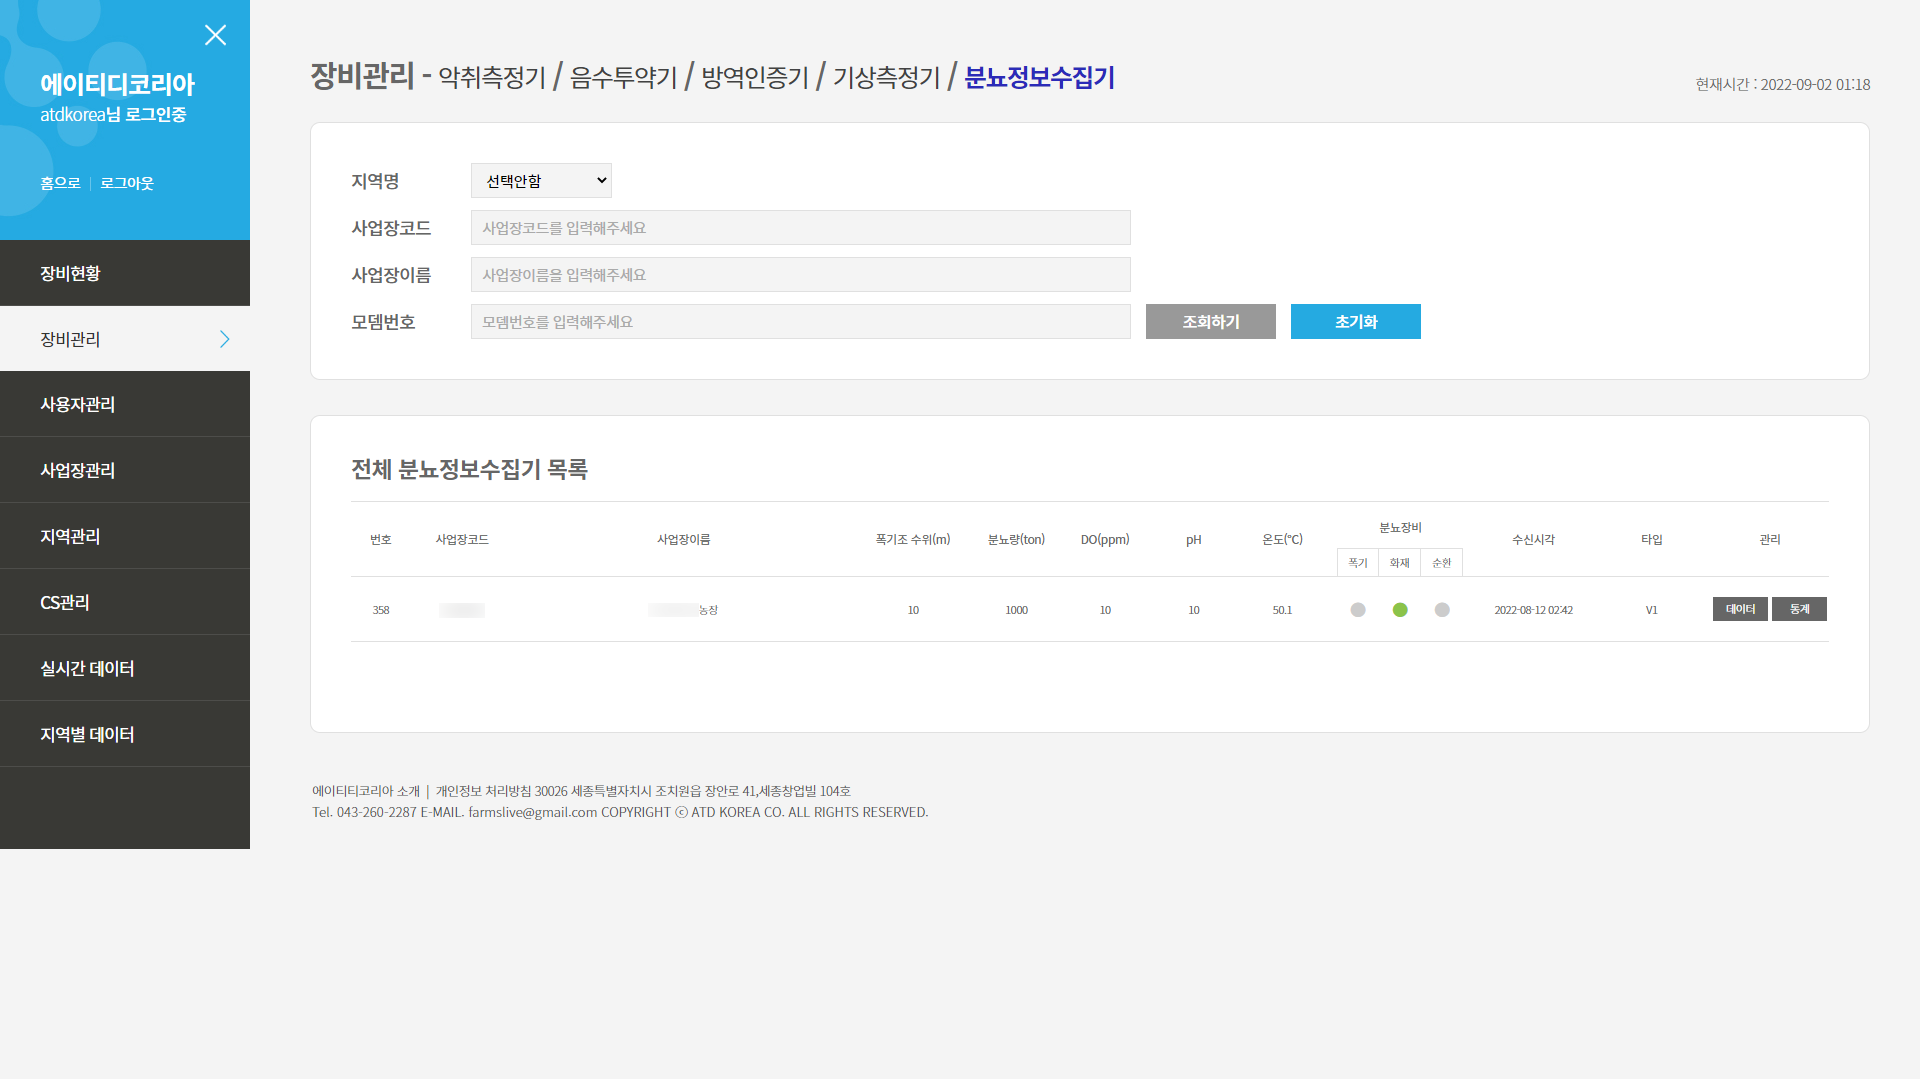 에이티디코리아
atdkorea님 로그인중
홈으로 | 로그아웃
장비현황
장비관리
사용자관리
사업장관리
지역관리
CS관리
실시간 데이터
지역별 데이터
장비관리 - 악취측정기 / 음수투약기 / 방역인증기 / 기상측정기 / 분뇨정보수집기
현재시간 : 2022-09-02 01:18
지역명 선택안함
사업장코드 사업장코드를 입력해주세요
사업장이름 사업장이름을 입력해주세요
모뎀번호 모뎀번호를 입력해주세요 조회하기 초기화
전체 분뇨정보수집기 목록
번호 사업장코드 사업장이름 폭기조 수위(m) 분뇨량(ton) DO(ppm) pH 온도(℃) 분뇨장비 수신시각 타입 관리
폭기 화재 순환
358 농장 10 1000 10 10 50.1 2022-08-12 02:42 V1 데이터 통계
에이티티코리아 소개 | 개인정보 처리방침 30026 세종특별자치시 조치원읍 장안로 41,세종창업빌 104호
Tel. 043-260-2287 E-MAIL. farmslive@gmail.com COPYRIGHT ⓒ ATD KOREA CO. ALL RIGHTS RESERVED.